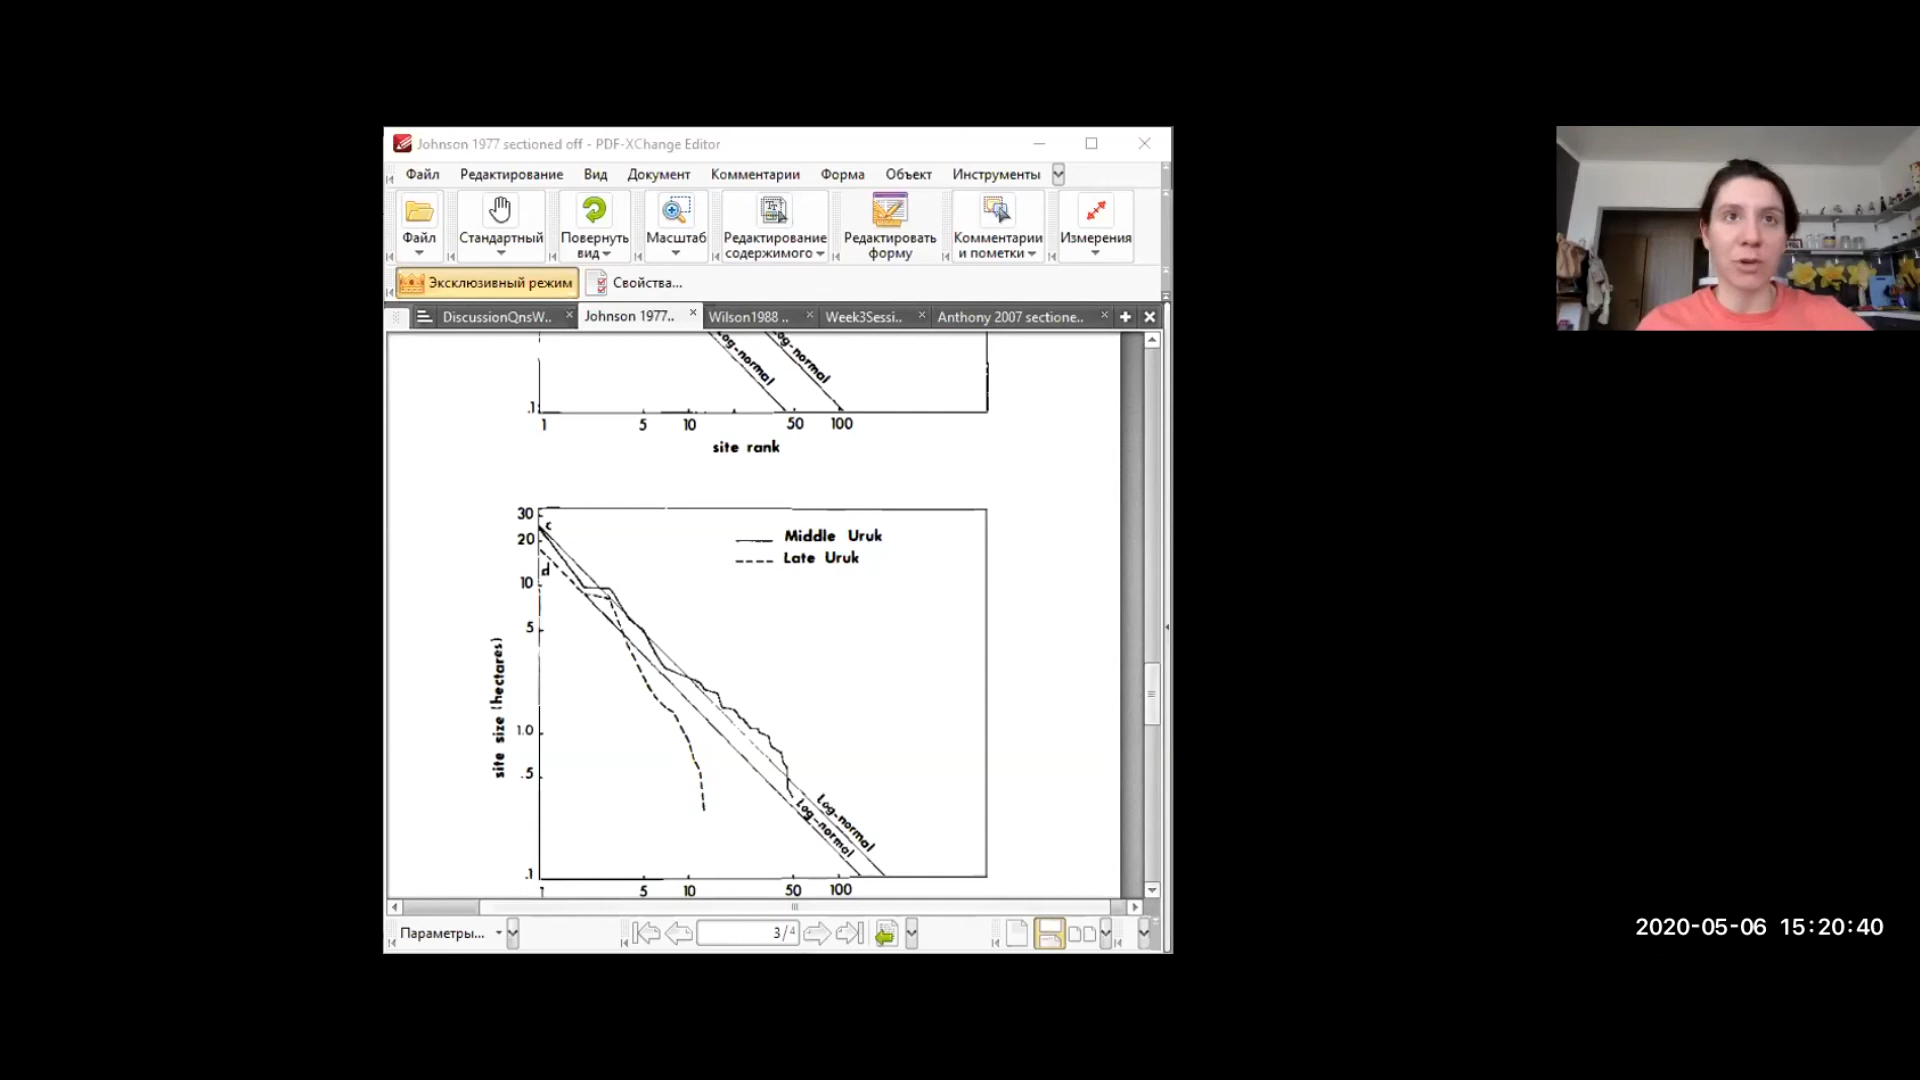 Johnson 1977 sectioned off - PDF-XChange Editor
Файл Редактирование Вид Документ Комментарии Форма Объект Инструменты
Файл Стандартный Повернуть вид Масштаб Редактирование содержимого Редактировать форму Комментарии и пометки Измерения
Эксклюзивный режим Свойства...
DiscussionQnsW.. Johnson 1977.. Wilson1988 .. Week3Sessi.. Anthony 2007 sectione..
Log-normal
Log-normal
.1
1 5 10 50 100
site rank
30
20
10
5
1.0
.5
.1
c
d
Middle Uruk
Late Uruk
site size (hectares)
Log-normal
Log-normal
1 5 10 50 100
Параметры... 3/4
2020-05-06 15:20:40